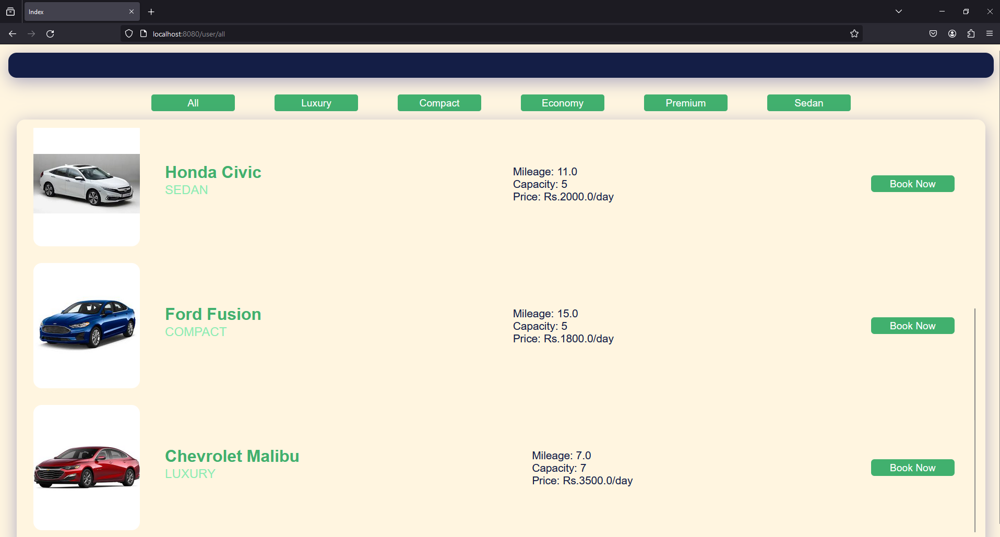 Index
localhost:8080/user/all
All
Luxury
Compact
Economy
Premium
Sedan
Honda Civic
SEDAN
Mileage: 11.0
Capacity: 5
Price: Rs.2000.0/day
Book Now
Ford Fusion
COMPACT
Mileage: 15.0
Capacity: 5
Price: Rs.1800.0/day
Book Now
Chevrolet Malibu
LUXURY
Mileage: 7.0
Capacity: 7
Price: Rs.3500.0/day
Book Now